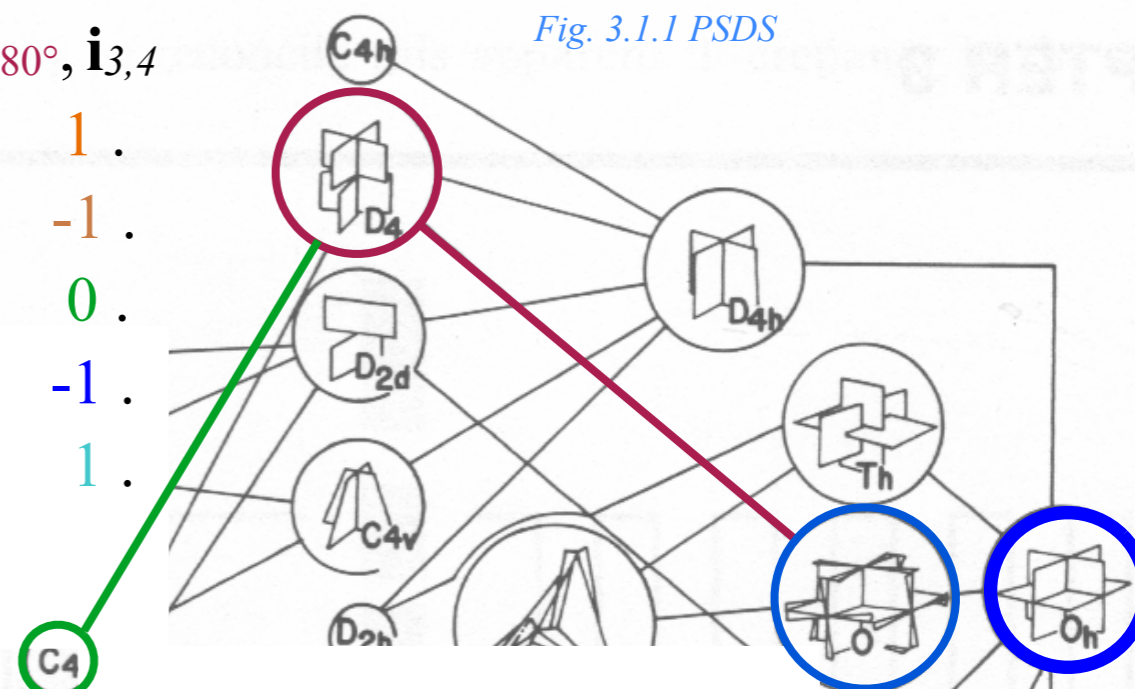 Fig. 3.1.1 PSDS
80°, i3,4
1 .
-1 .
0 .
-1 .
1 .
C4h
D4
D4h
D2d
Th
C4v
D2h
O
Oh
C4